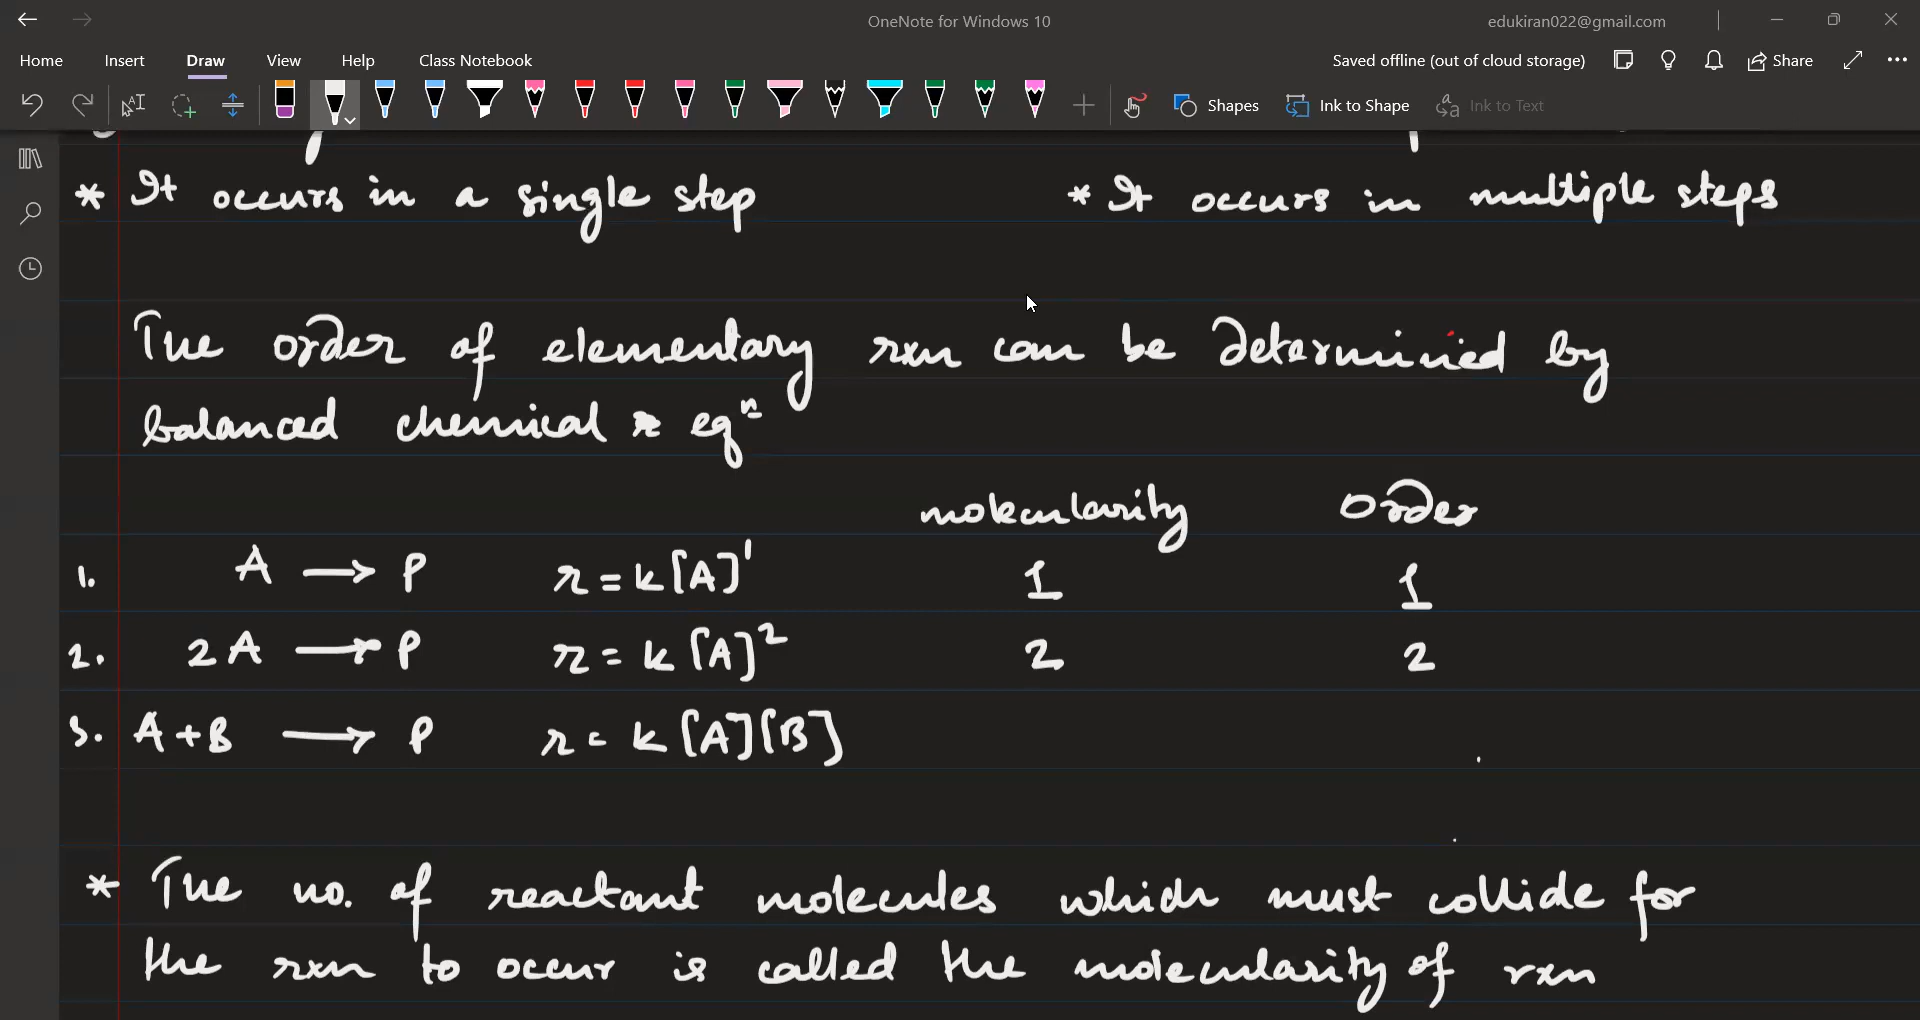 OneNote for Windows 10
edukiran022@gmail.com
Home Insert Draw View Help Class Notebook
Saved offline (out of cloud storage) Share
Shapes Ink to Shape Ink to Text
* It occurs in a single step * It occurs in multiple steps
The order of elementary rxn can be determinied by
balanced chemical eqⁿ
molecularity Order
1. A → P r = k[A]¹ 1 1
2. 2A → P r = k[A]² 2 2
3. A+B → P r = k[A][B]
* The no. of reactant molecules which must collide for
the rxn to occur is called the molecularity of rxn